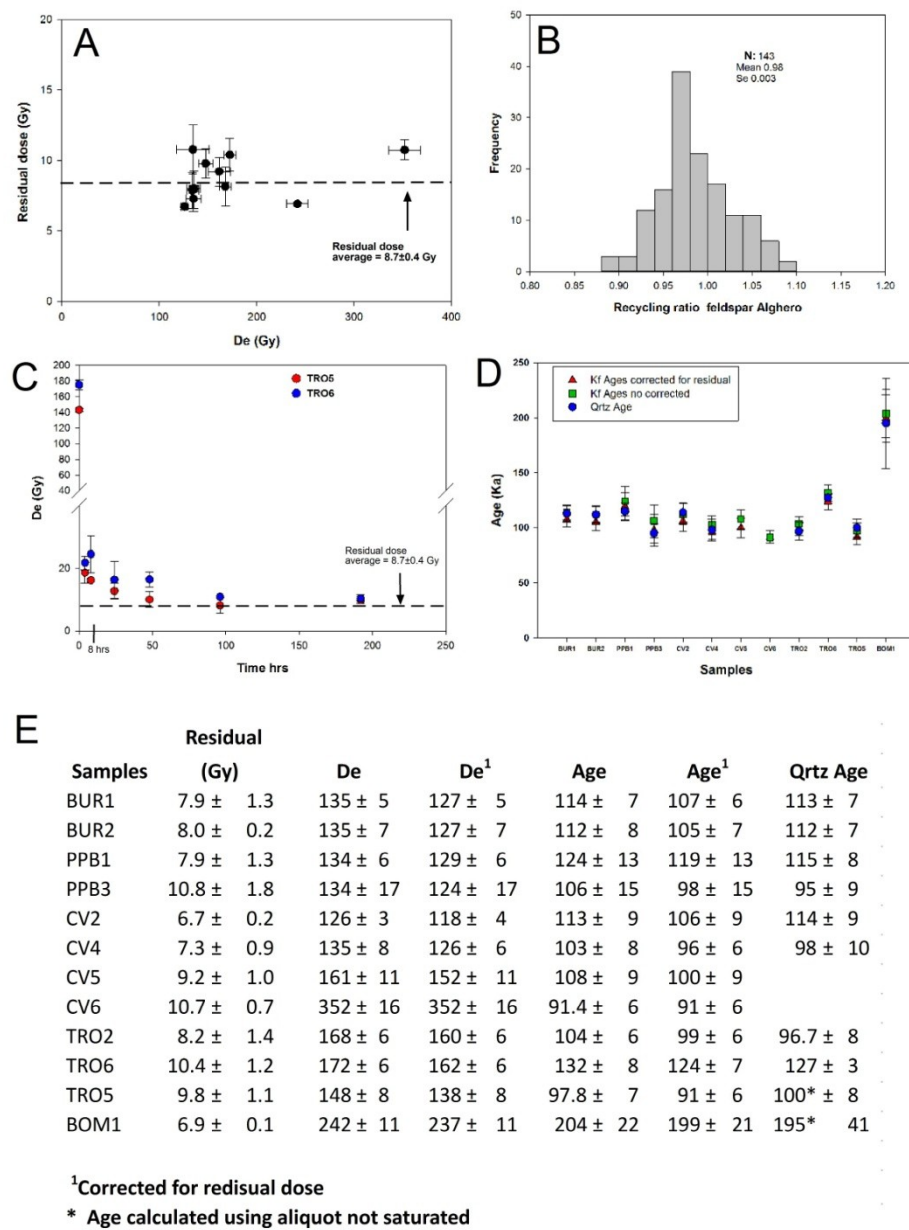 A
20
15
10
5
0
Residual dose (Gy)
Residual dose
average = 8.7±0.4 Gy
0 100 200 300 400
De (Gy)
B
50
40
30
20
10
0
Frequency
N: 143
Mean 0.98
Se 0.003
0.80 0.85 0.90 0.95 1.00 1.05 1.10 1.15 1.20
Recycling ratio feldspar Alghero
C
200
190
180
170
160
150
140
130
120
110
100
90
80
70
60
50
40
20
0
De (Gy)
TRO5
TRO6
Residual dose
average = 8.7±0.4 Gy
0 50 100 150 200 250
8 hrs
Time hrs
D
250
200
150
100
50
0
Age (Ka)
Kf Ages corrected for residual
Kf Ages no corrected
Qrtz Age
BUR1 BUR2 PPB1 PPB3 CV2 CV4 CV5 CV6 TRO2 TRO6 TRO5 BOM1
Samples
E
Residual
Samples (Gy) De De¹ Age Age¹ Qrtz Age
BUR1 7.9 ± 1.3 135 ± 5 127 ± 5 114 ± 7 107 ± 6 113 ± 7
BUR2 8.0 ± 0.2 135 ± 7 127 ± 7 112 ± 8 105 ± 7 112 ± 7
PPB1 7.9 ± 1.3 134 ± 6 129 ± 6 124 ± 13 119 ± 13 115 ± 8
PPB3 10.8 ± 1.8 134 ± 17 124 ± 17 106 ± 15 98 ± 15 95 ± 9
CV2 6.7 ± 0.2 126 ± 3 118 ± 4 113 ± 9 106 ± 9 114 ± 9
CV4 7.3 ± 0.9 135 ± 8 126 ± 6 103 ± 8 96 ± 6 98 ± 10
CV5 9.2 ± 1.0 161 ± 11 152 ± 11 108 ± 9 100 ± 9
CV6 10.7 ± 0.7 352 ± 16 352 ± 16 91.4 ± 6 91 ± 6
TRO2 8.2 ± 1.4 168 ± 6 160 ± 6 104 ± 6 99 ± 6 96.7 ± 8
TRO6 10.4 ± 1.2 172 ± 6 162 ± 6 132 ± 8 124 ± 7 127 ± 3
TRO5 9.8 ± 1.1 148 ± 8 138 ± 8 97.8 ± 7 91 ± 6 100* ± 8
BOM1 6.9 ± 0.1 242 ± 11 237 ± 11 204 ± 22 199 ± 21 195* 41
¹Corrected for redisual dose
* Age calculated using aliquot not saturated